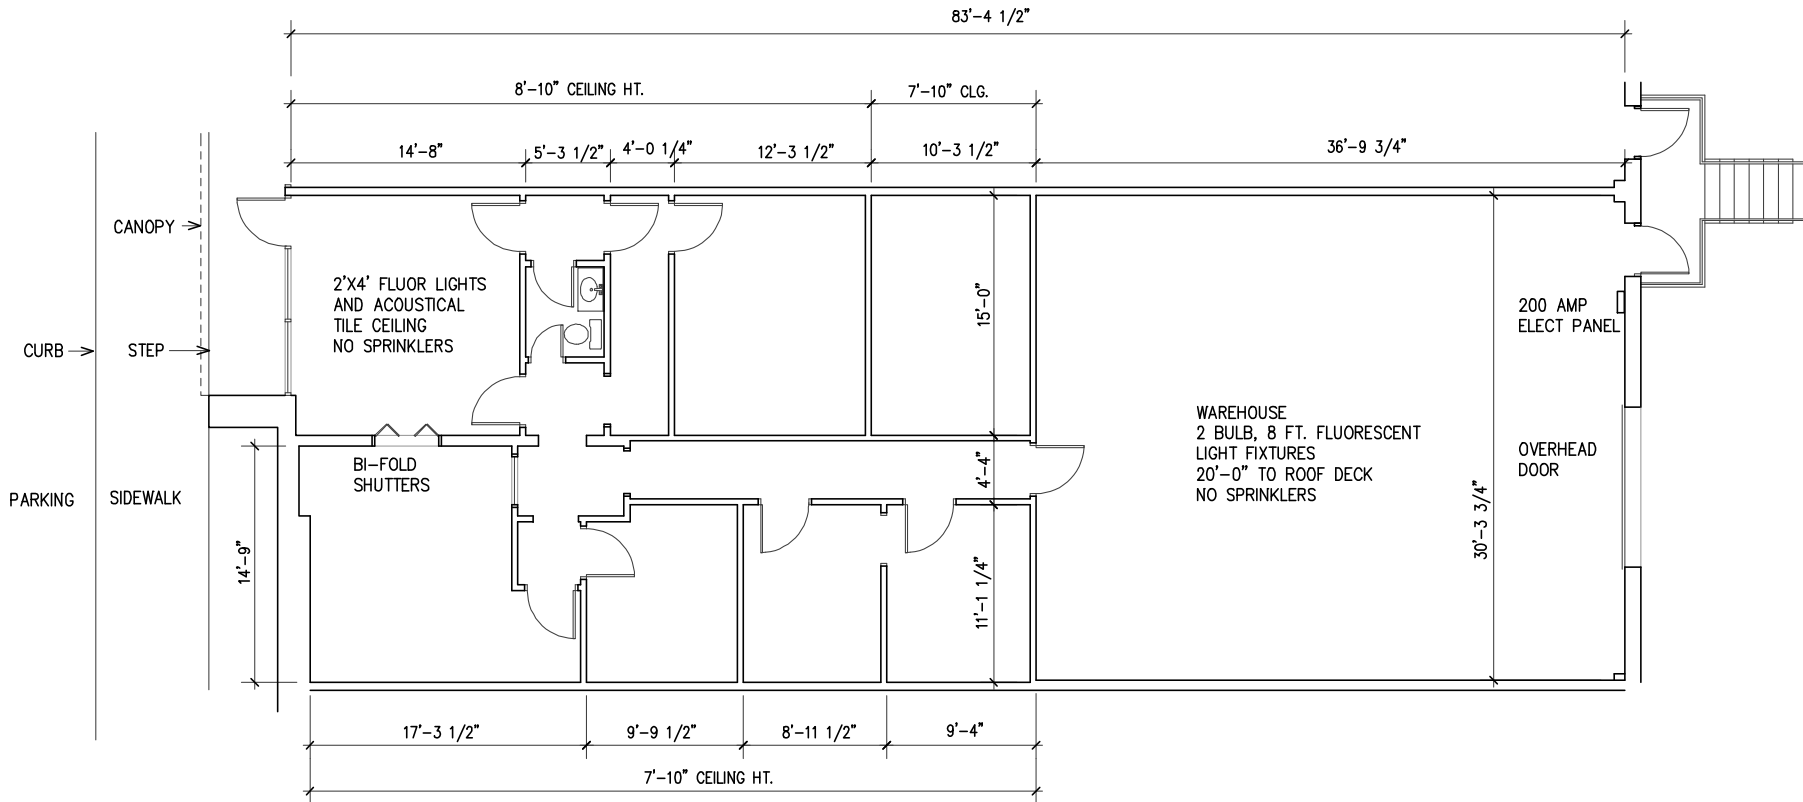 83'-4 1/2"
8'-10" CEILING HT.
7'-10" CLG.
14'-8"
5'-3 1/2"
4'-0 1/4"
12'-3 1/2"
10'-3 1/2"
36'-9 3/4"
CANOPY
2'X4' FLUOR LIGHTS
AND ACOUSTICAL
TILE CEILING
NO SPRINKLERS
15'-0"
200 AMP
ELECT PANEL
CURB
STEP
WAREHOUSE
2 BULB, 8 FT. FLUORESCENT
LIGHT FIXTURES
20'-0" TO ROOF DECK
NO SPRINKLERS
OVERHEAD
DOOR
BI-FOLD
SHUTTERS
4'-4"
PARKING
SIDEWALK
30'-3 3/4"
14'-9"
11'-1 1/4"
17'-3 1/2"
9'-9 1/2"
8'-11 1/2"
9'-4"
7'-10" CEILING HT.